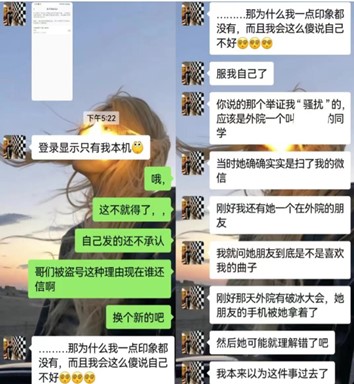 下午5:22
登录显示只有我本机
哦,
这不就得了,,
自己发的还不承认
哥们被盗号这种理由现在谁还
信啊
换个新的吧
………那为什么我一点印象都
没有,而且我会这么傻说自己
不好
………那为什么我一点印象都
没有,而且我会这么傻说自己
不好
服我自己了
你说的那个举证我“骚扰”的,
应该是外院一个叫 的同
学
当时她确确实实是扫了我的微
信
刚好我还有她一个在外院的朋
友
我就问她朋友到底是不是喜欢
我的曲子
刚好那天外院有破冰大会,她
朋友的手机被她拿着了
然后她可能就理解错了吧
我本来以为这件事过去了